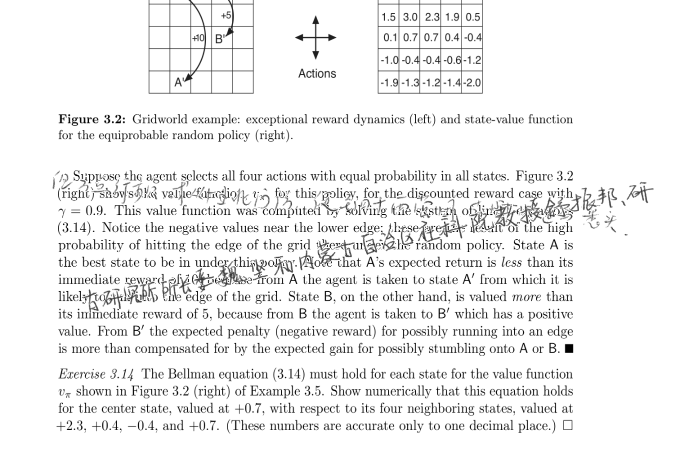 +5
+10 B′
A′
Actions
1.5 3.0 2.3 1.9 0.5
0.1 0.7 0.7 0.4 -0.4
-1.0 -0.4 -0.4 -0.6 -1.2
-1.9 -1.3 -1.2 -1.4 -2.0
Figure 3.2: Gridworld example: exceptional reward dynamics (left) and state-value function
for the equiprobable random policy (right).
Suppose the agent selects all four actions with equal probability in all states. Figure 3.2
(right) shows the value function, vπ, for this policy, for the discounted reward case with
γ = 0.9. This value function was computed by solving the system of linear
(3.14). Notice the negative values near the lower edge; these are the result of the high
probability of hitting the edge of the grid there under the random policy. State A is
the best state to be in under this policy. Note that A's expected return is less than its
immediate reward of 10, because from A the agent is taken to state A′ from which it is
likely to the edge of the grid. State B, on the other hand, is valued more than
its immediate reward of 5, because from B the agent is taken to B′ which has a positive
value. From B′ the expected penalty (negative reward) for possibly running into an edge
is more than compensated for by the expected gain for possibly stumbling onto A or B. ■
振邦、研
究员
和内蒙古自治区
Exercise 3.14 The Bellman equation (3.14) must hold for each state for the value function
vπ shown in Figure 3.2 (right) of Example 3.5. Show numerically that this equation holds
for the center state, valued at +0.7, with respect to its four neighboring states, valued at
+2.3, +0.4, −0.4, and +0.7. (These numbers are accurate only to one decimal place.) □